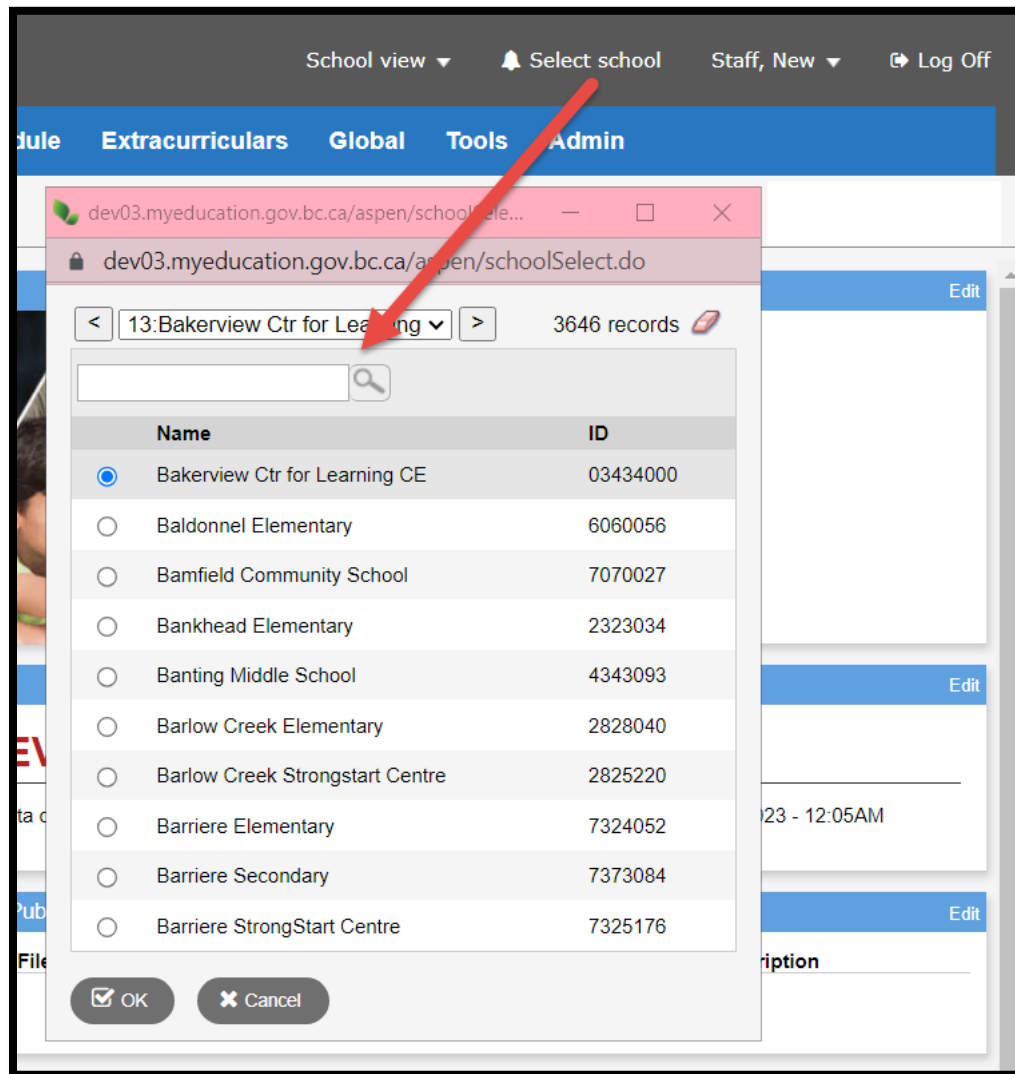 School view Select school Staff, New Log Off
dule Extracurriculars Global Tools Admin
dev03.myeducation.gov.bc.ca/aspen/schoolSele...
dev03.myeducation.gov.bc.ca/aspen/schoolSelect.do
Edit
< 13:Bakerview Ctr for Learning > 3646 records
Name ID
Bakerview Ctr for Learning CE 03434000
Baldonnel Elementary 6060056
Bamfield Community School 7070027
Bankhead Elementary 2323034
Banting Middle School 4343093
Edit
Barlow Creek Elementary 2828040
EV
Barlow Creek Strongstart Centre 2825220
ta 023 - 12:05AM
Barriere Elementary 7324052
Barriere Secondary 7373084
Pub Edit
Barriere StrongStart Centre 7325176
File ription
OK Cancel